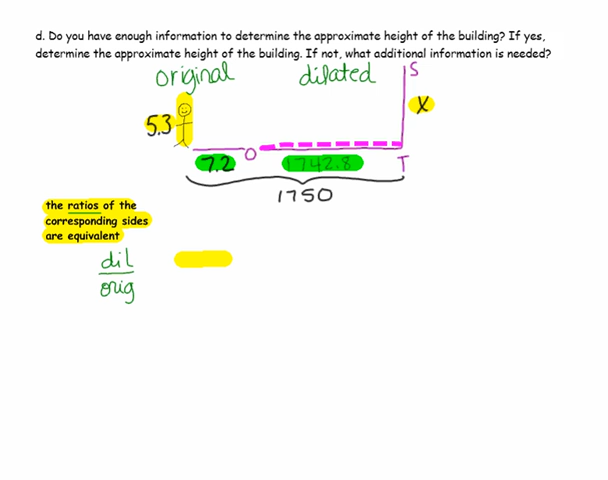 d. Do you have enough information to determine the approximate height of the building? If yes,
determine the approximate height of the building. If not, what additional information is needed?
original dilated
S
5.3
X
7.2 O 1742.8 T
1750
the ratios of the
corresponding sides
are equivalent
dil
orig